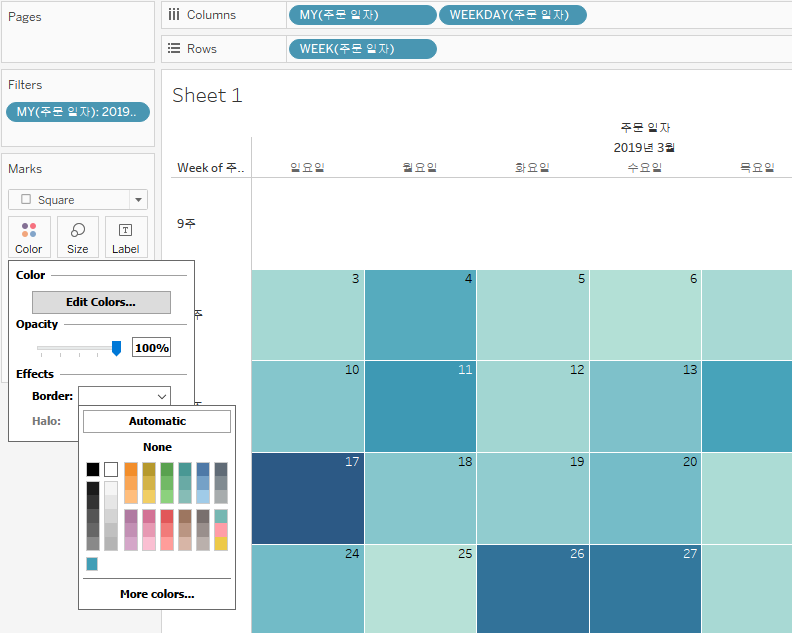 Pages
Columns
MY(주문 일자)
WEEKDAY(주문 일자)
Rows
WEEK(주문 일자)
Filters
MY(주문 일자): 2019..
Marks
Square
Color
Size
Label
Color
Edit Colors...
Opacity
100%
Effects
Border:
Halo:
Automatic
None
More colors...
Sheet 1
주문 일자
2019년 3월
Week of 주..
일요일
월요일
화요일
수요일
목요일
9주
주
3
4
5
6
10
11
12
13
17
18
19
20
24
25
26
27